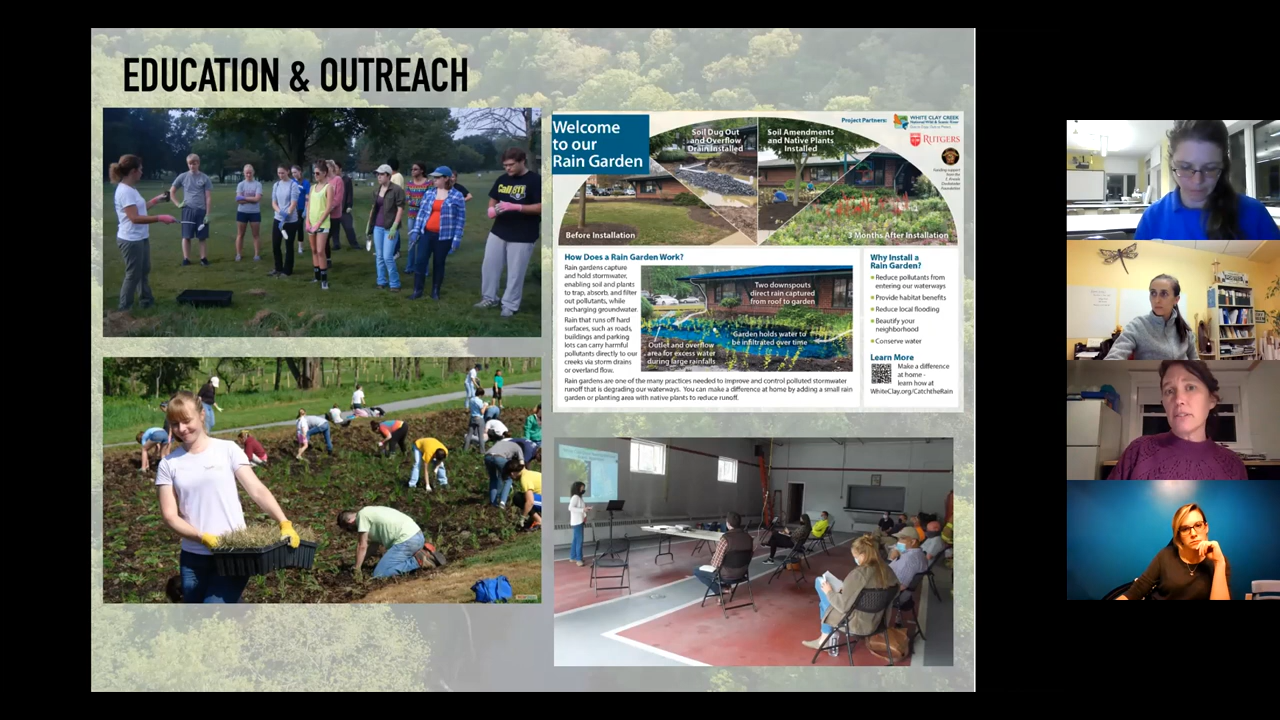 EDUCATION & OUTREACH
Welcome
to our
Rain Garden
Soil Dug Out
and Overflow
Drain Installed
Soil Amendments
and Native Plants
Installed
Project Partners:
WHITE CLAY CREEK
National Wild & Scenic River
RUTGERS
Before Installation
3 Months After Installation
How Does a Rain Garden Work?
Rain gardens capture
and hold stormwater,
enabling soil and plants
to trap, absorb, and filter
out pollutants, while
recharging groundwater.
Rain that runs off hard
surfaces, such as roads,
buildings and parking
lots can carry harmful
pollutants directly to our
creeks via storm drains
or overland flow.
Two downspouts
direct rain captured
from roof to garden
Garden holds water to
be infiltrated over time
Outlet and overflow
area for excess water
during large rainfalls
Rain gardens are one of the many practices needed to improve and control polluted stormwater
runoff that is degrading our waterways. You can make a difference at home by adding a small rain
garden or planting area with native plants to reduce runoff.
Why Install a
Rain Garden?
Reduce pollutants from
entering our waterways
Provide habitat benefits
Reduce local flooding
Beautify your
neighborhood
Conserve water
Learn More
Make a difference
at home -
learn how at
WhiteClay.org/CatchtheRain